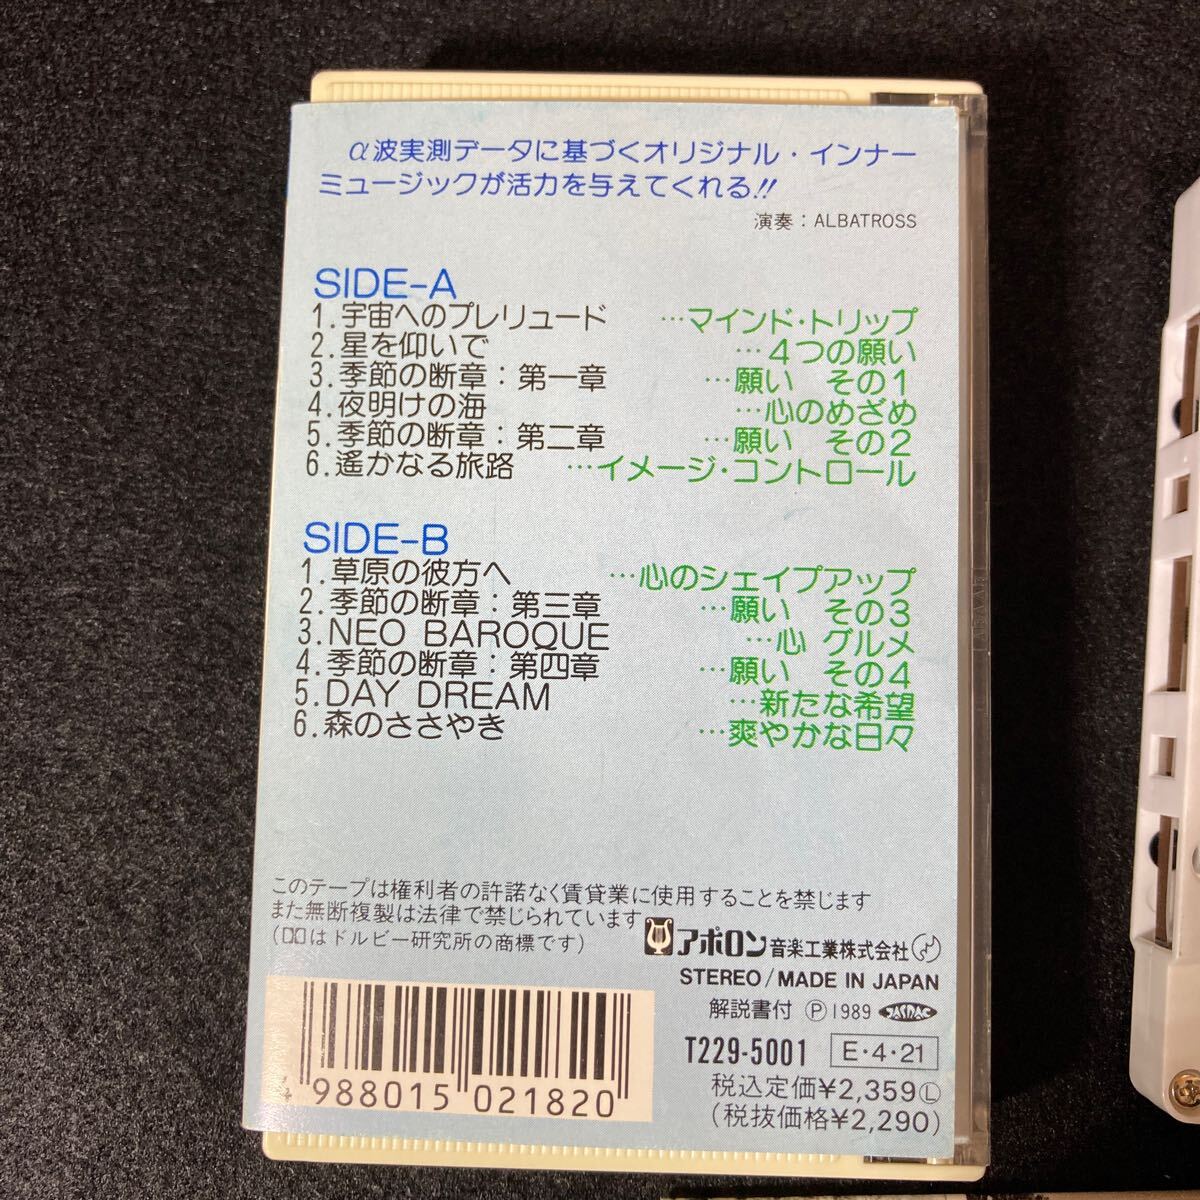 α波実測データに基づくオリジナル・インナー
ミュージックが活力を与えてくれる!!
演奏：ALBATROSS
SIDE-A
1.宇宙へのプレリュード …マインド・トリップ
2.星を仰いで …4つの願い
3.季節の断章：第一章 …願い その1
4.夜明けの海 …心のめざめ
5.季節の断章：第二章 …願い その2
6.遙かなる旅路 …イメージ・コントロール
SIDE-B
1.草原の彼方へ …心のシェイプアップ
2.季節の断章：第三章 …願い その3
3.NEO BAROQUE …心 グルメ
4.季節の断章：第四章 …願い その4
5.DAY DREAM …新たな希望
6.森のささやき …爽やかな日々
このテープは権利者の許諾なく賃貸業に使用することを禁じます
また無断複製は法律で禁じられています
(DDはドルビー研究所の商標です)
アポロン音楽工業株式会社
STEREO/MADE IN JAPAN
解説書付 Ⓟ1989 JASRAC
T229-5001 E・4・21
税込定価¥2,359Ⓛ
(税抜価格¥2,290)
4 988015 021820